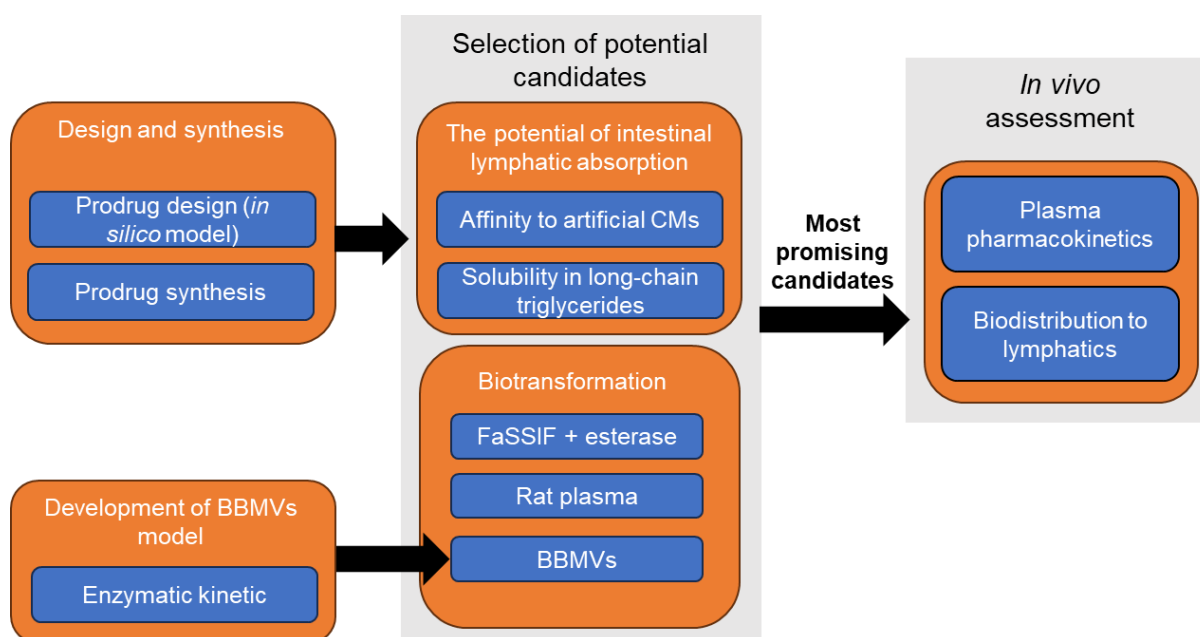 Design and synthesis
Prodrug design (in
silico model)
Prodrug synthesis
Development of BBMVs
model
Enzymatic kinetic
Selection of potential
candidates
The potential of intestinal
lymphatic absorption
Affinity to artificial CMs
Solubility in long-chain
triglycerides
Biotransformation
FaSSIF + esterase
Rat plasma
BBMVs
Most
promising
candidates
In vivo
assessment
Plasma
pharmacokinetics
Biodistribution to
lymphatics